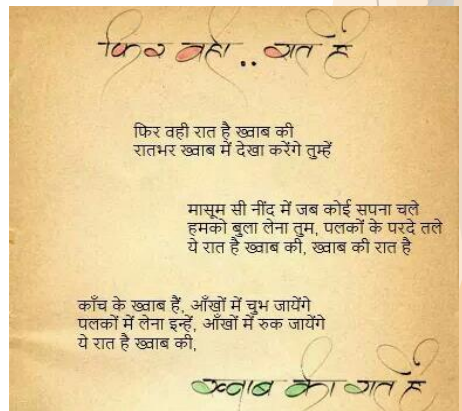 फिर वही.. रात है
फिर वही रात है ख्वाब की
रातभर ख्वाब में देखा करेंगे तुम्हें
मासूम सी नींद में जब कोई सपना चले
हमको बुला लेना तुम, पलकों के परदे तले
ये रात है ख्वाब की, ख्वाब की रात है
काँच के ख्वाब हैं, आँखों में चुभ जायेंगे
पलकों में लेना इन्हें, आँखों में रुक जायेंगे
ये रात है ख्वाब की,
ख्वाब की रात है